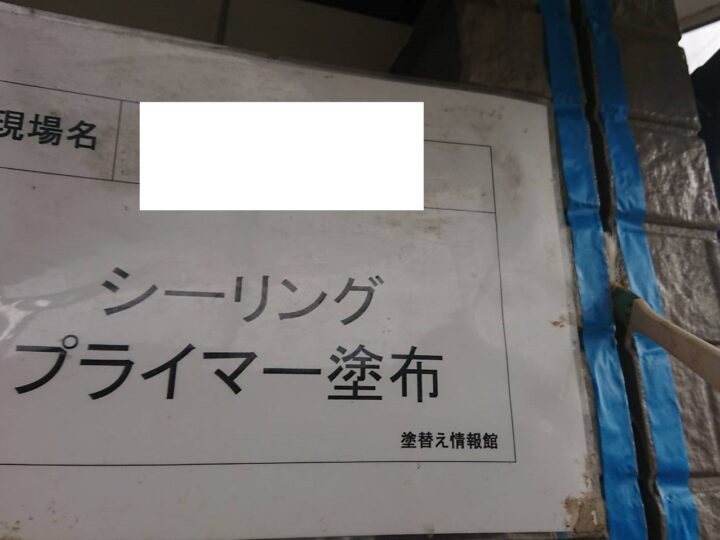 現場名
シーリング
プライマー塗布
塗替え情報館